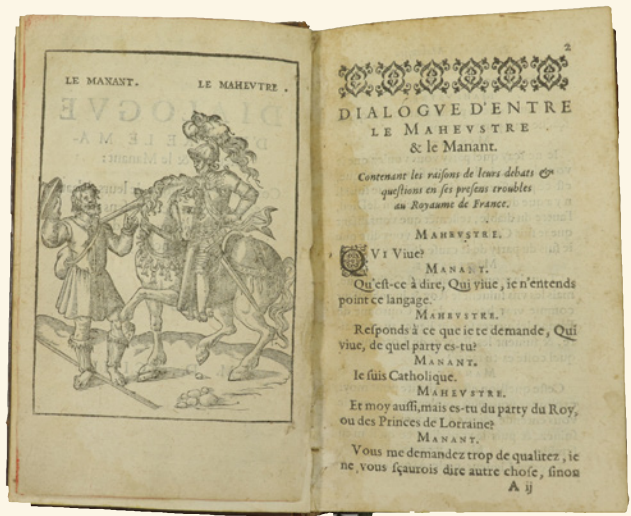 LE MANANT. LE MAHEVTRE.
2
DIALOGVE D'ENTRE
LE MAHEVSTRE
& le Manant.
Contenant les raisons de leurs debats &
questions en ses presens troubles
au Royaume de France.
MAHEVSTRE.
QVI Viue?
MANANT.
Qu'est-ce à dire, Qui viue, ie n'entends
point ce langage.
MAHEVSTRE.
Responds à ce que ie te demande, Qui
viue, de quel party es-tu?
MANANT.
Ie suis Catholique.
MAHEVSTRE.
Et moy aussi, mais es-tu du party du Roy,
ou des Princes de Lorraine?
MANANT.
Vous me demandez trop de qualitez, ie
ne vous sçaurois dire autre chose, sinon
A ij